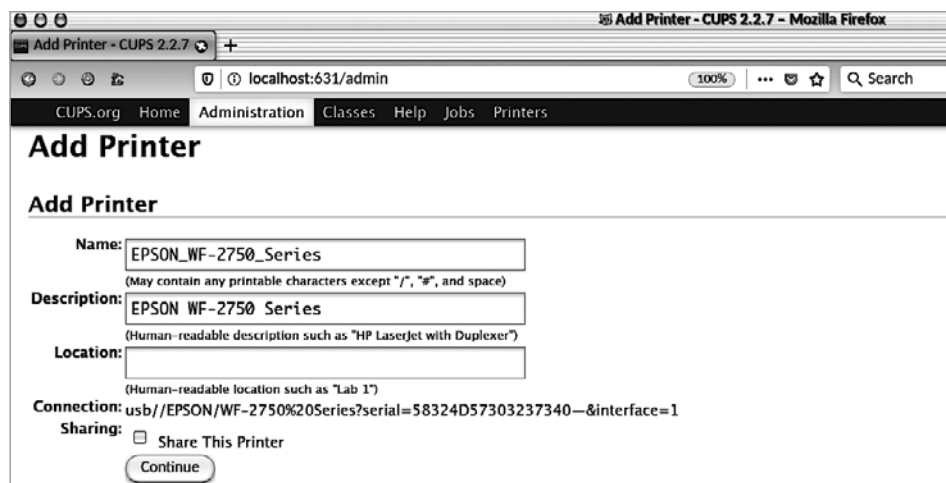 Add Printer - CUPS 2.2.7 - Mozilla Firefox
Add Printer - CUPS 2.2.7
localhost:631/admin 100% Search
CUPS.org Home Administration Classes Help Jobs Printers
Add Printer
Add Printer
Name: EPSON_WF-2750_Series
(May contain any printable characters except "/", "#", and space)
Description: EPSON WF-2750 Series
(Human-readable description such as "HP LaserJet with Duplexer")
Location:
(Human-readable location such as "Lab 1")
Connection: usb//EPSON/WF-2750%20Series?serial=58324D57303237340—&interface=1
Sharing: Share This Printer
Continue